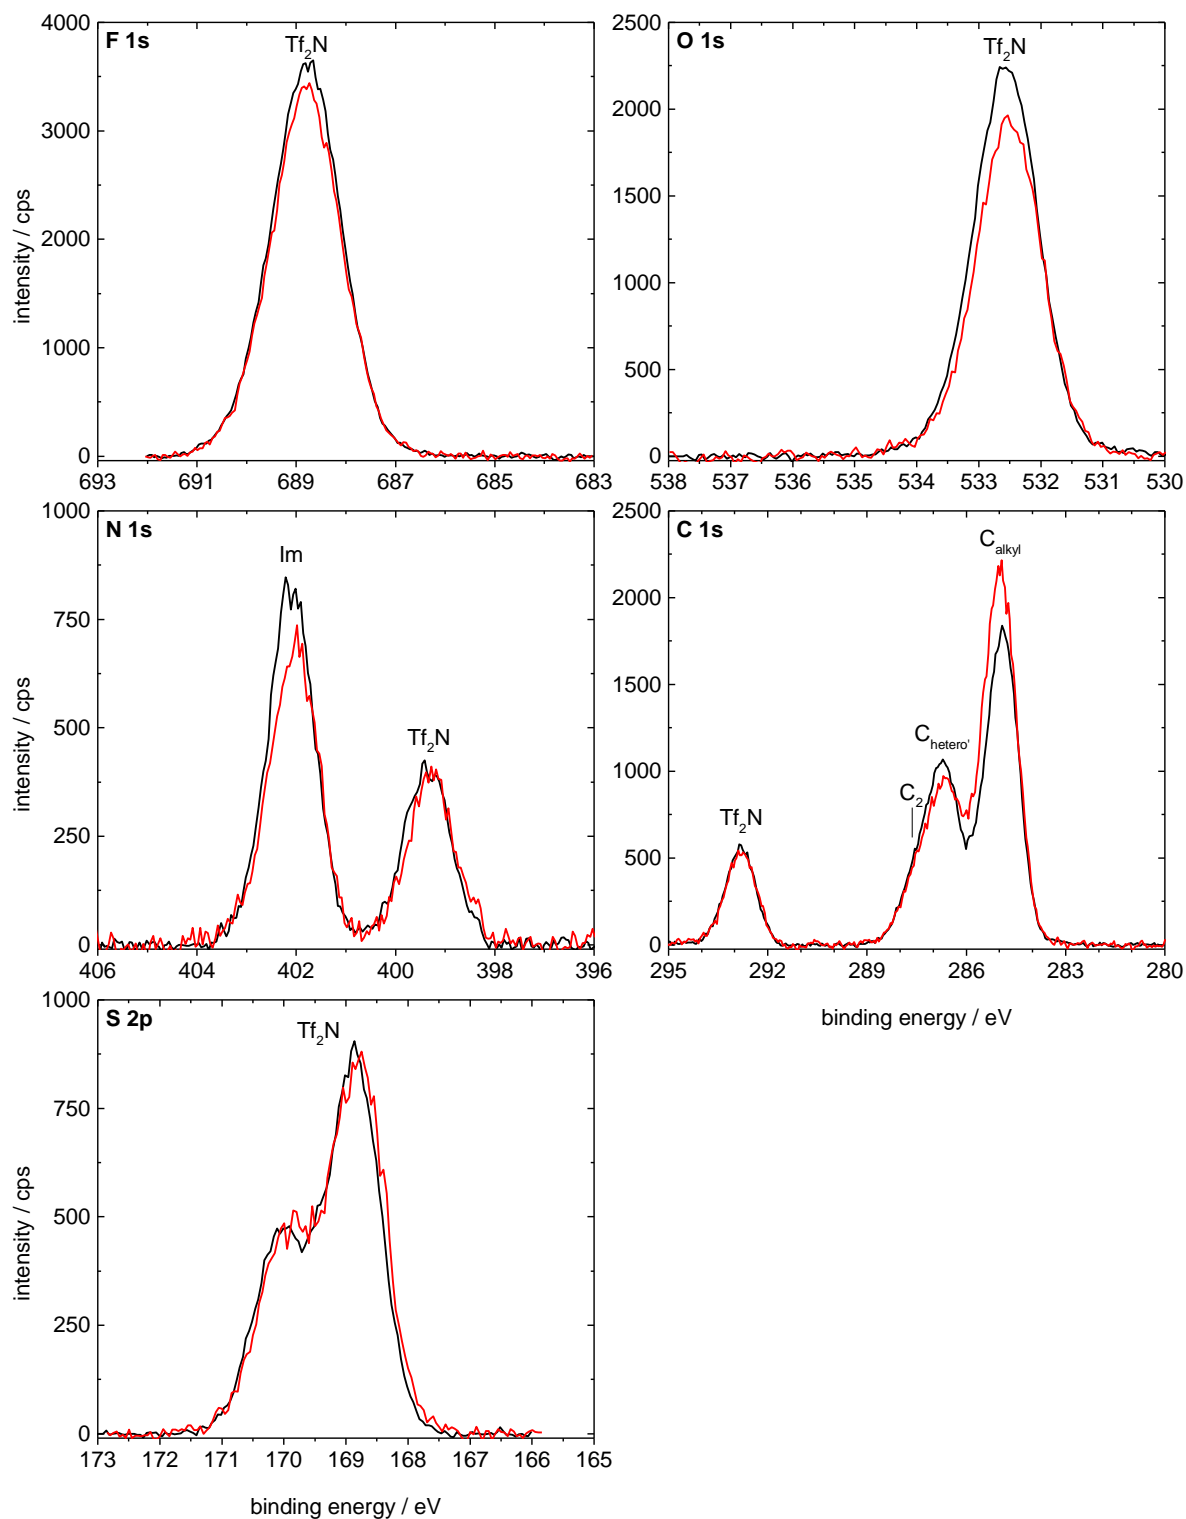 F 1s
Tf₂N
4000
3000
2000
1000
0
693 691 689 687 685 683
intensity / cps
O 1s
Tf₂N
2500
2000
1500
1000
500
0
538 537 536 535 534 533 532 531 530
N 1s
Im
Tf₂N
1000
750
500
250
0
406 404 402 400 398 396
intensity / cps
C 1s
C alkyl
C hetero'
C₂
Tf₂N
2500
2000
1500
1000
500
0
295 292 289 286 283 280
binding energy / eV
S 2p
Tf₂N
1000
750
500
250
0
173 172 171 170 169 168 167 166 165
intensity / cps
binding energy / eV